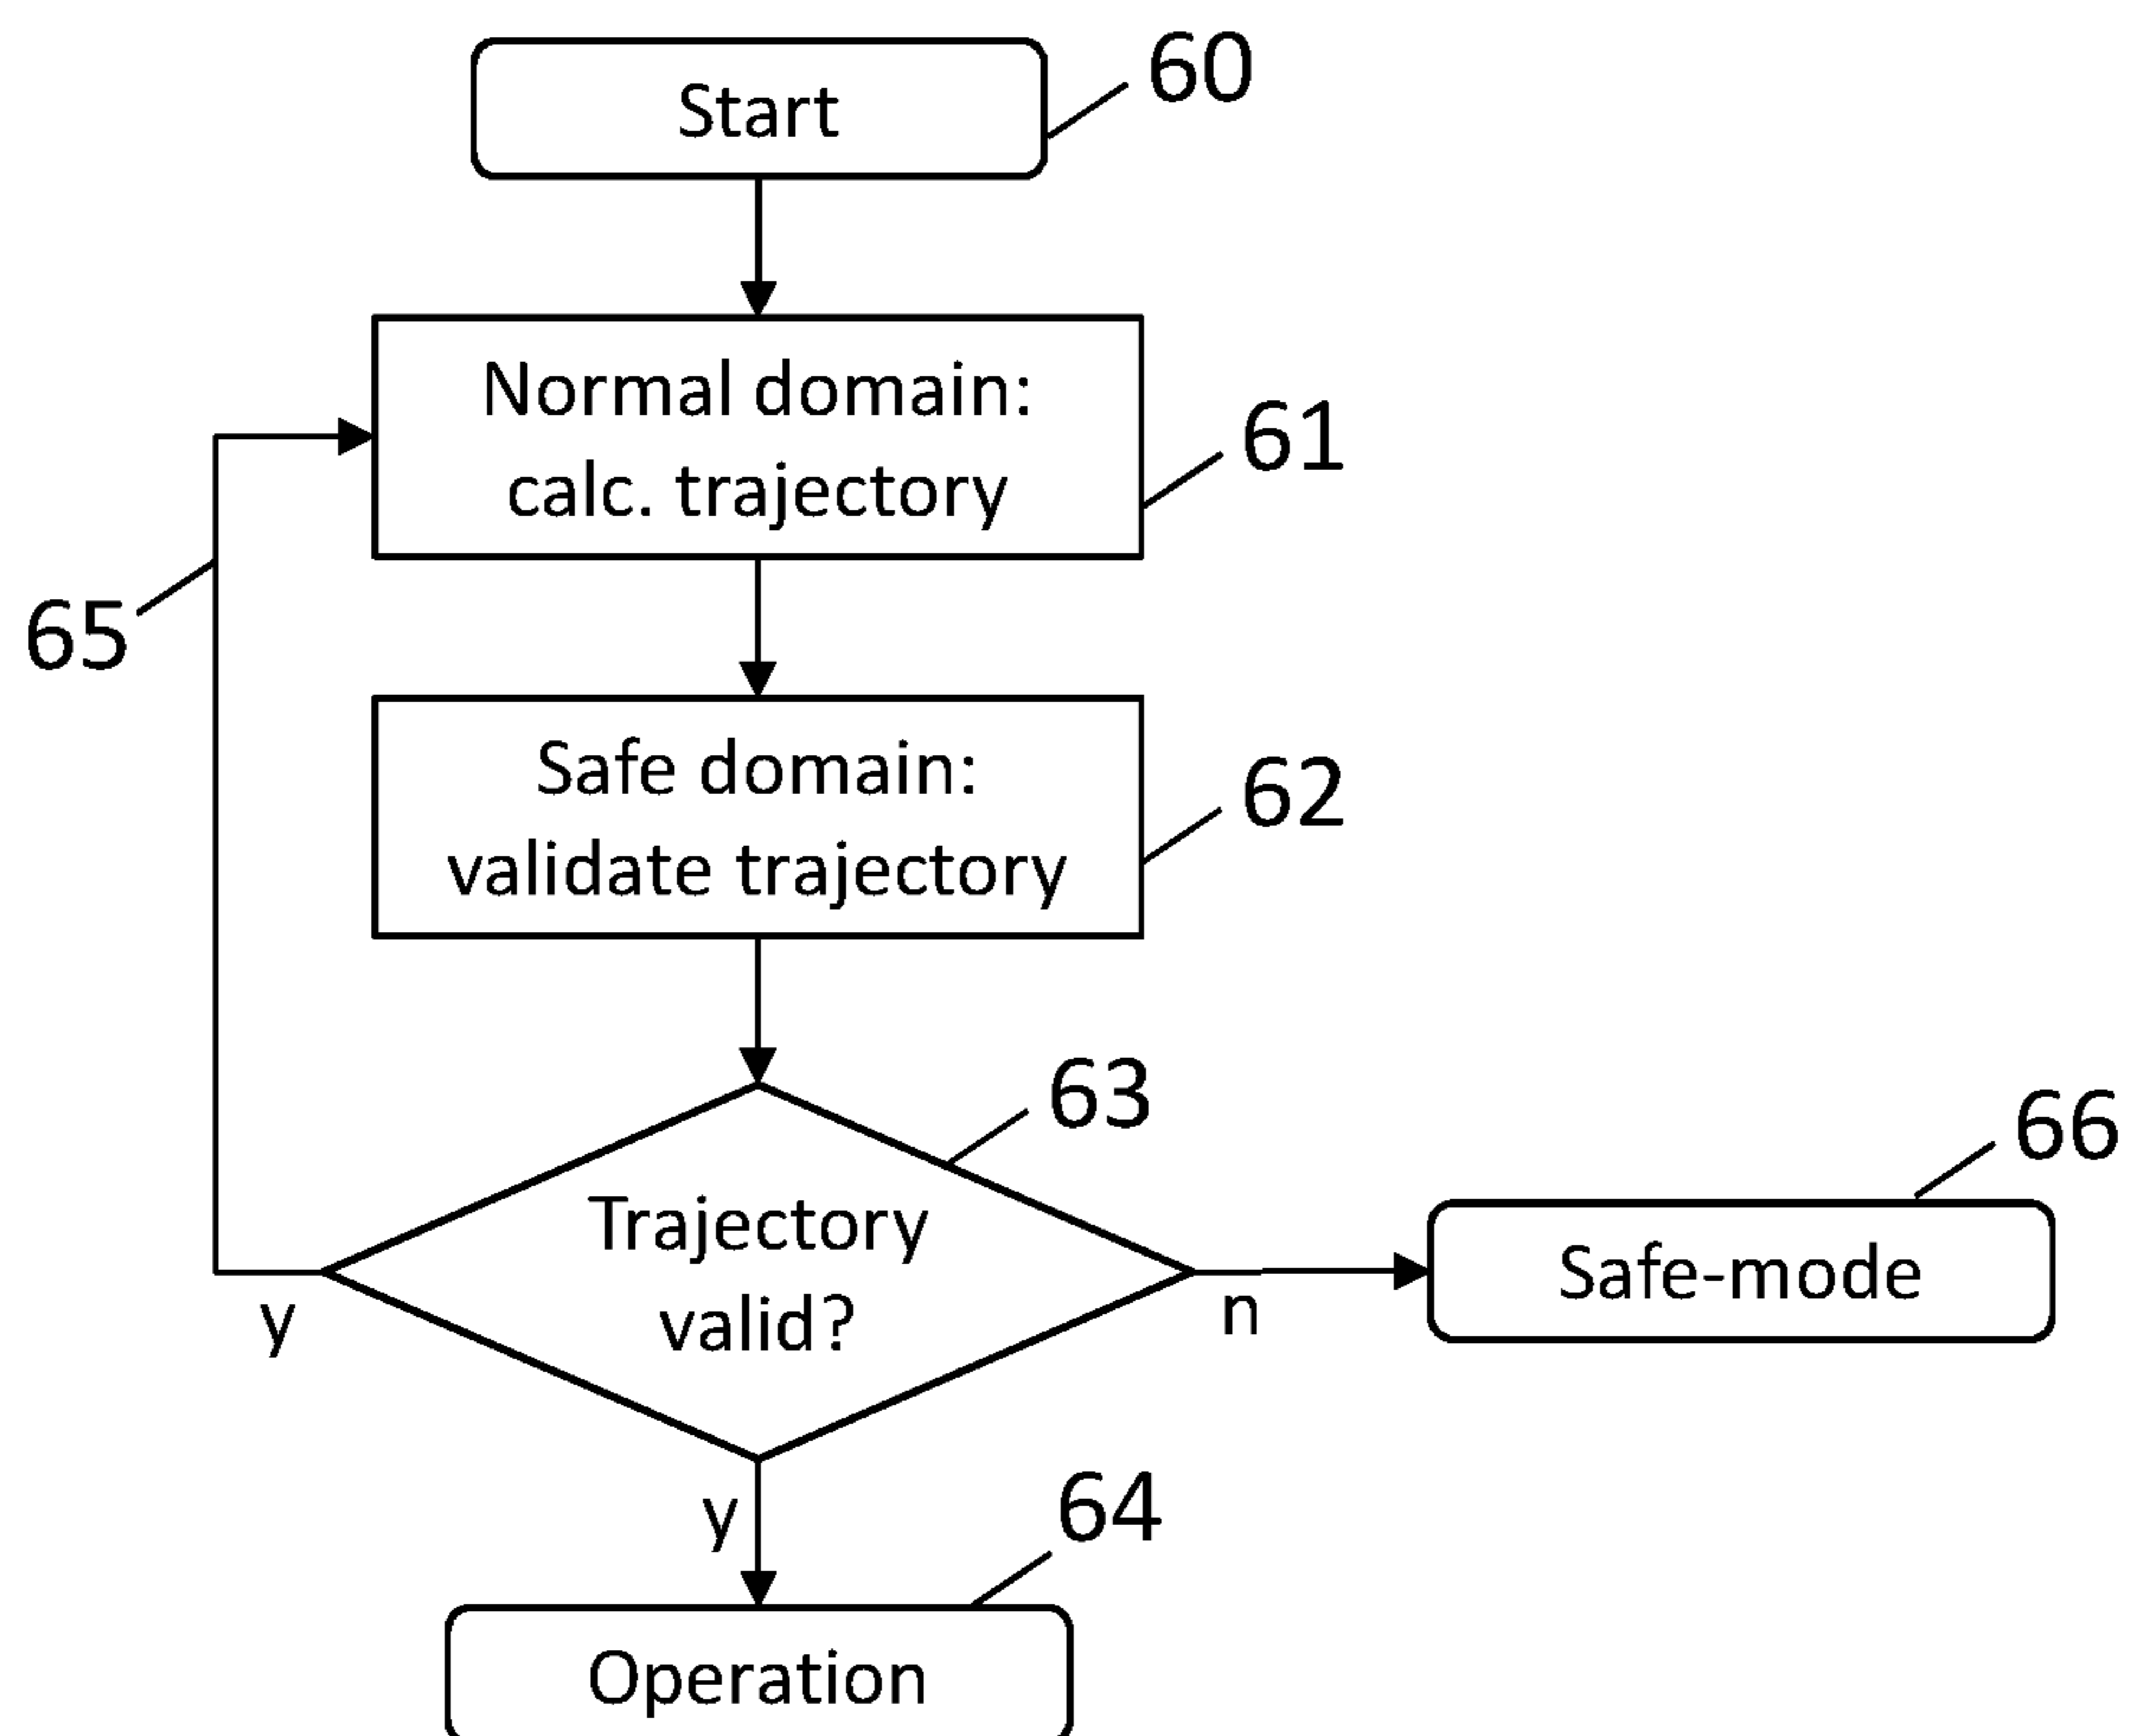 Start
60
Normal domain:
calc. trajectory
61
65
Safe domain:
validate trajectory
62
63
Trajectory
valid?
y
n
66
Safe-mode
y
64
Operation